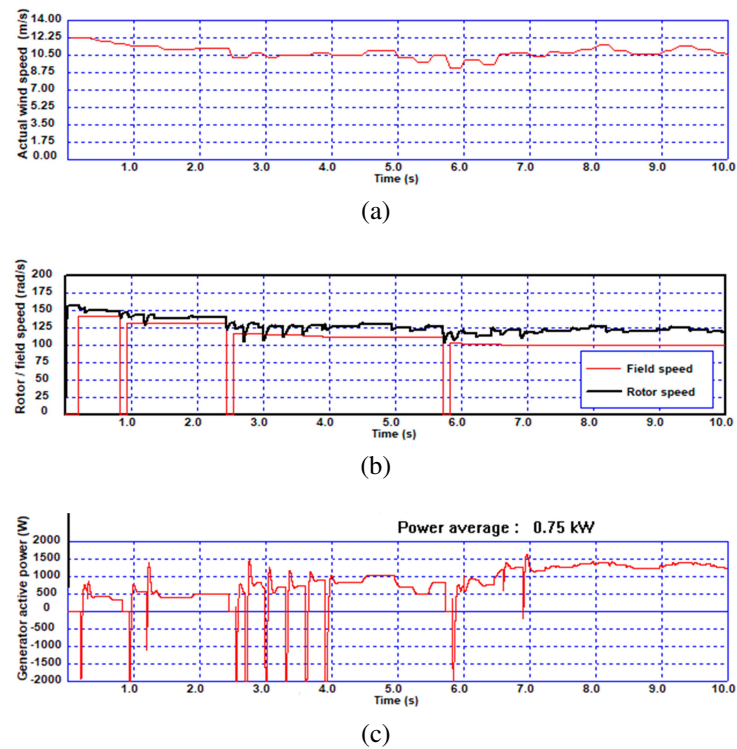 Actual wind speed (m/s)
14.00
12.25
10.50
8.75
7.00
5.25
3.50
1.75
0.00
1.0 2.0 3.0 4.0 5.0 6.0 7.0 8.0 9.0 10.0
Time (s)
(a)
Rotor / field speed (rad/s)
200
175
150
125
100
75
50
25
0
Field speed
Rotor speed
1.0 2.0 3.0 4.0 5.0 6.0 7.0 8.0 9.0 10.0
Time (s)
(b)
Power average : 0.75 kW
Generator active power (W)
2000
1500
1000
500
0
-500
-1000
-1500
-2000
1.0 2.0 3.0 4.0 5.0 6.0 7.0 8.0 9.0 10.0
Time (s)
(c)